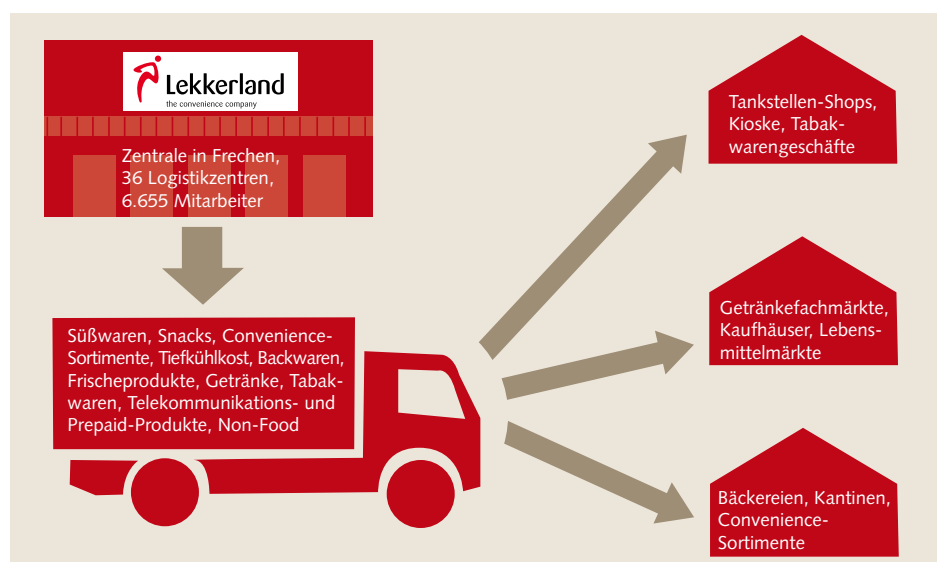 Lekkerland
the convenience company
Zentrale in Frechen,
36 Logistikzentren,
6.655 Mitarbeiter
Süßwaren, Snacks, Convenience-
Sortimente, Tiefkühlkost, Backwaren,
Frischeprodukte, Getränke, Tabak-
waren, Telekommunikations- und
Prepaid-Produkte, Non-Food
Tankstellen-Shops,
Kioske, Tabak-
warengeschäfte
Getränkefachmärkte,
Kaufhäuser, Lebens-
mittelmärkte
Bäckereien, Kantinen,
Convenience-
Sortimente